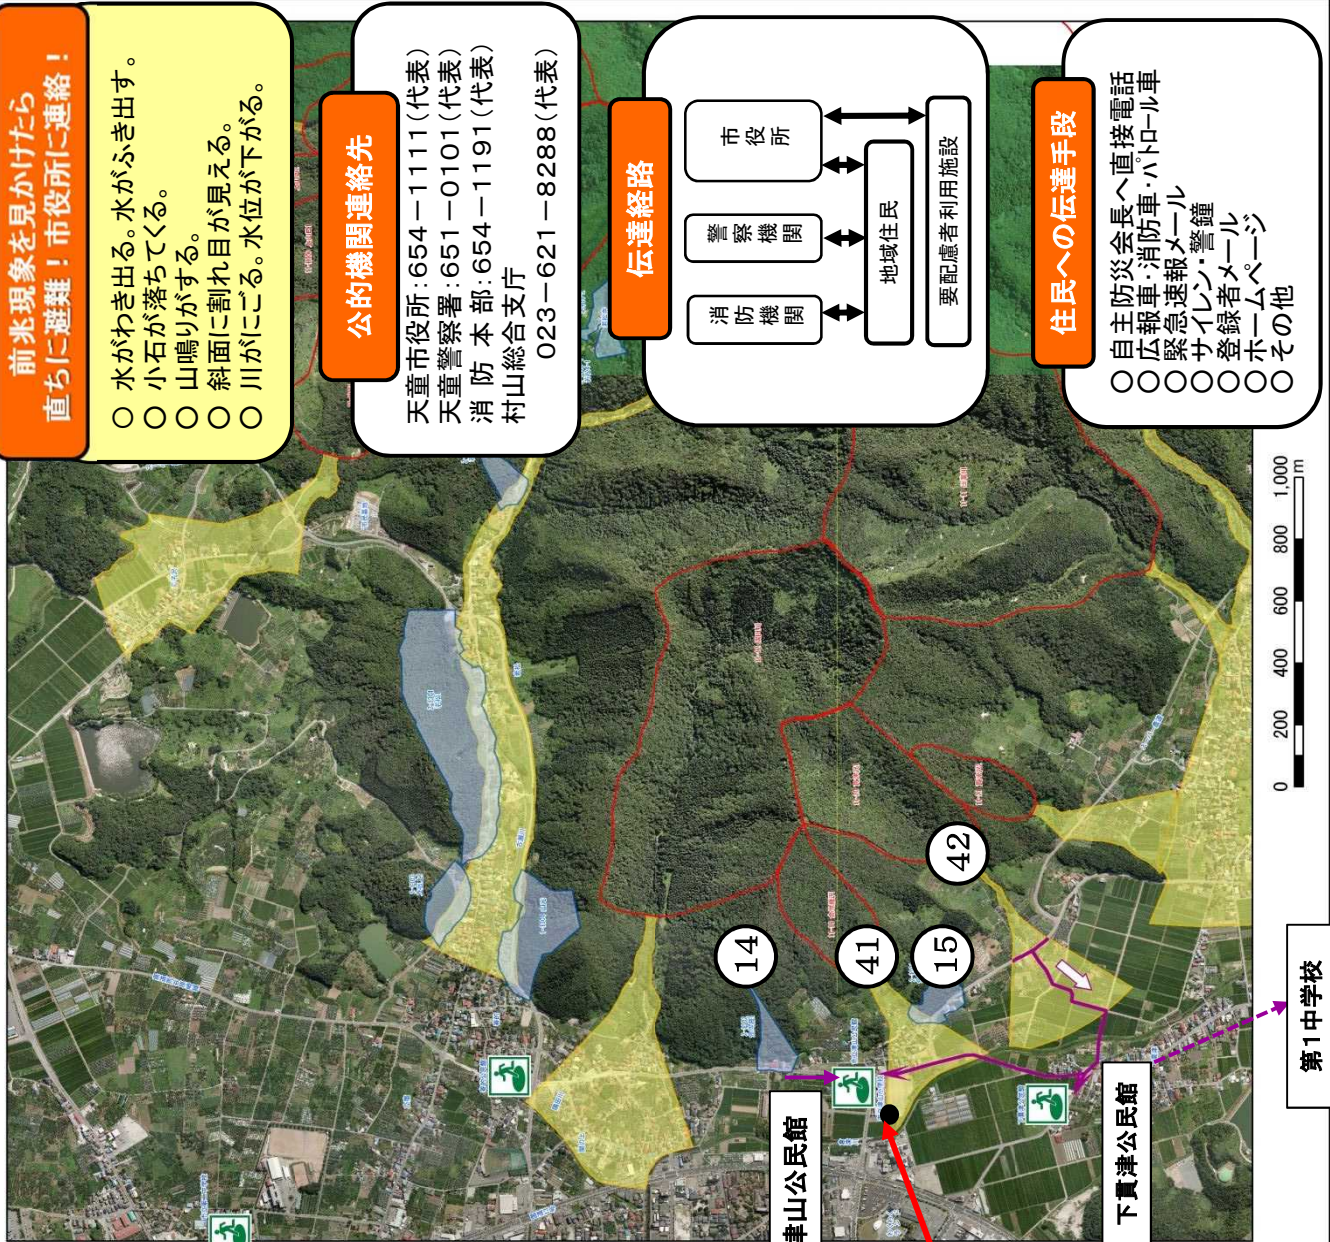 前兆現象を見かけたら
直ちに避難！市役所に連絡！
○ 水がわき出る。水がふき出す。
○ 小石が落ちてくる。
○ 山鳴りがする。
○ 斜面に割れ目が見える。
○ 川がにごる。水位が下がる。
公的機関連絡先
天童市役所:654－1111(代表)
天童警察署:651－0101(代表)
消 防 本 部:654－1191(代表)
村山総合支庁
023－621－8288(代表)
伝達経路
市役所
警察機関
消防機関
地域住民
要配慮者利用施設
住民への伝達手段
○自主防災会長へ直接電話
○広報車・消防車・パトロール車
○緊急速報メール
○サイレン・警鐘
○登録者メール
○ホームページ
○その他
0 200 400 600 800 1,000 m
14
41
15
42
津山公民館
下貫津公民館
第1中学校